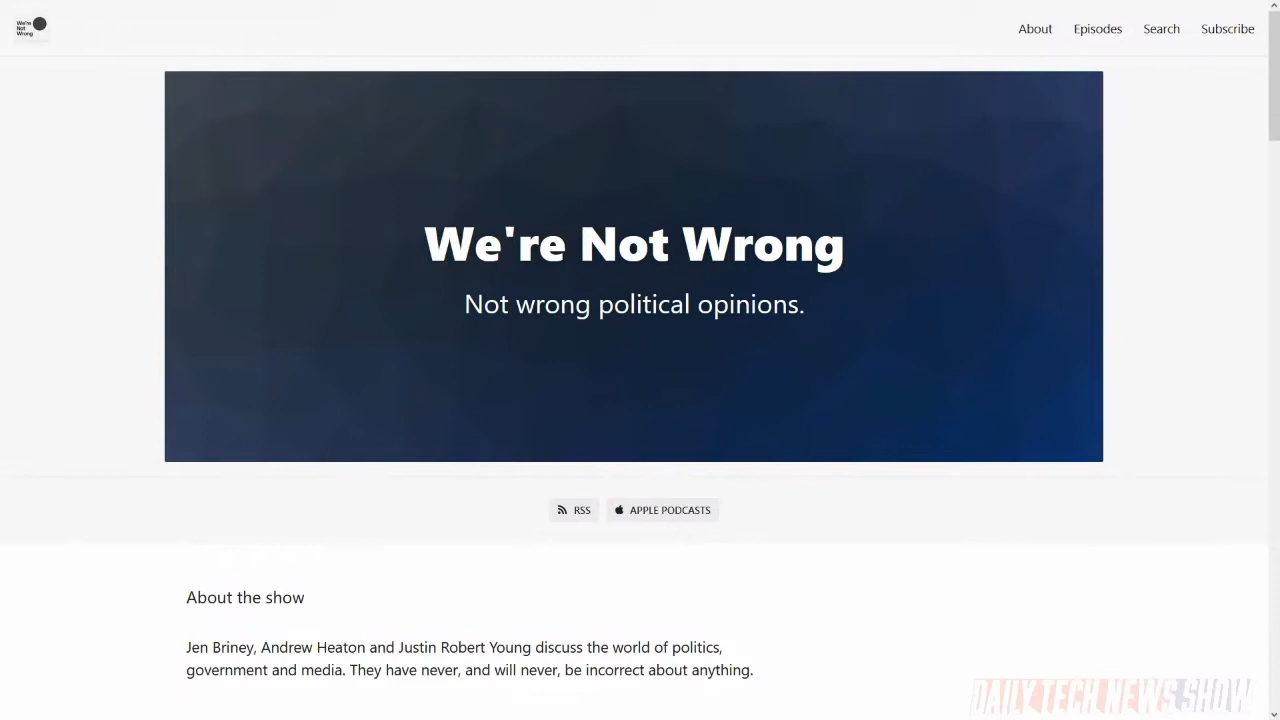 We're
Not
Wrong
About Episodes Search Subscribe
We're Not Wrong
Not wrong political opinions.
RSS APPLE PODCASTS
About the show
Jen Briney, Andrew Heaton and Justin Robert Young discuss the world of politics,
government and media. They have never, and will never, be incorrect about anything.
DAILY TECH NEWS SHOW